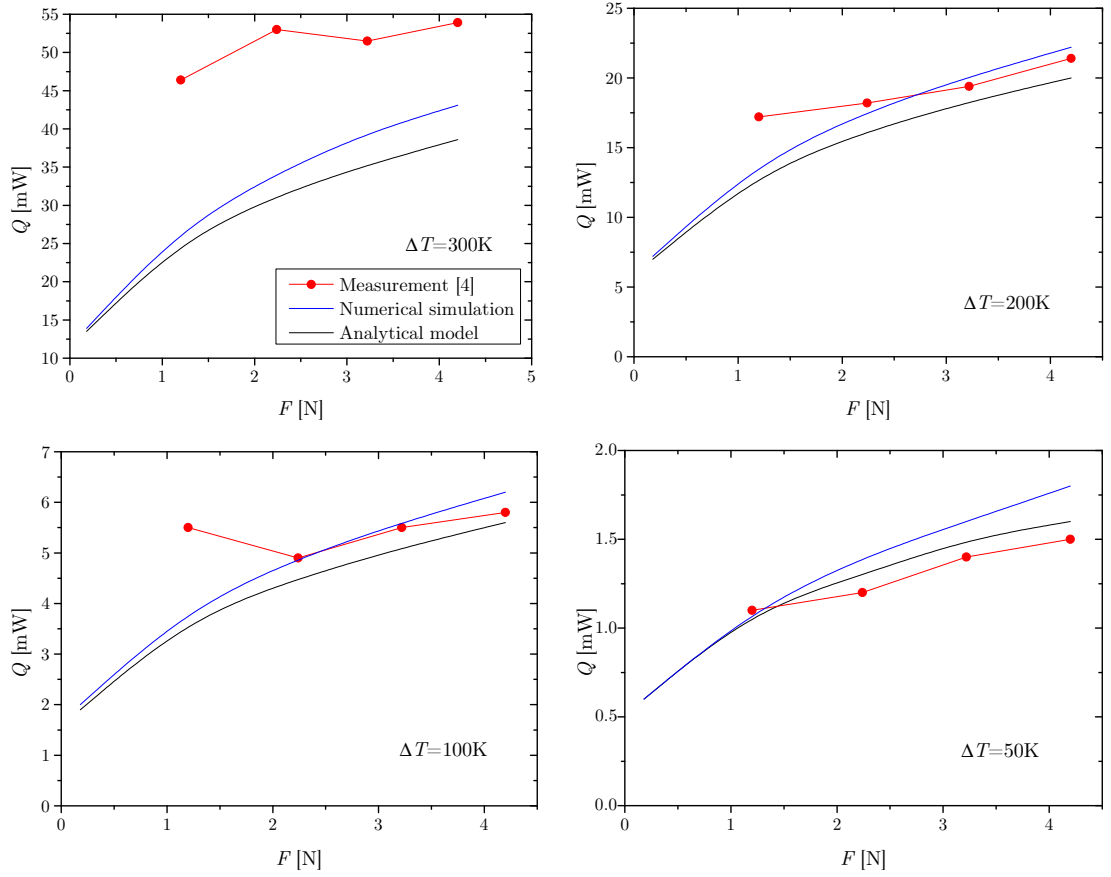 55
50
45
40
35
30
25
20
15
10
Q [mW]
ΔT=300K
Measurement [4]
Numerical simulation
Analytical model
0 1 2 3 4 5
F [N]
25
20
15
10
5
0
Q [mW]
ΔT=200K
0 1 2 3 4
F [N]
7
6
5
4
3
2
1
0
Q [mW]
ΔT=100K
0 1 2 3 4
F [N]
2.0
1.5
1.0
0.5
0.0
Q [mW]
ΔT=50K
0 1 2 3 4
F [N]